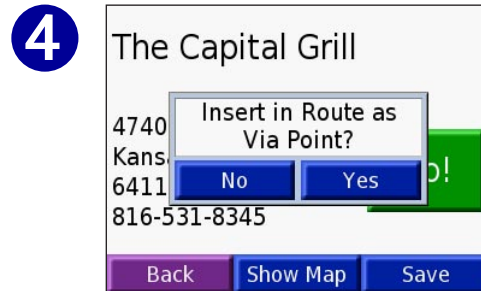 4
The Capital Grill
Insert in Route as
Via Point?
4740
Kans
No Yes
6411
816-531-8345
Back Show Map Save